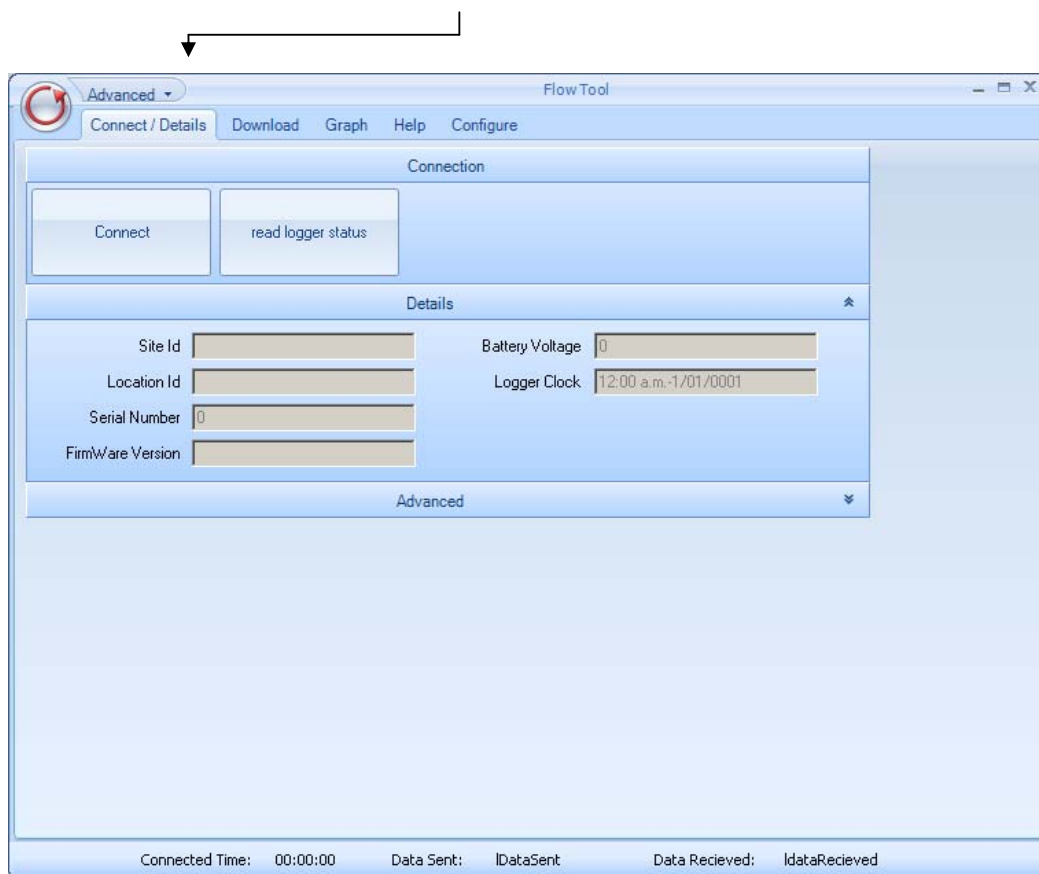 Advanced
Flow Tool
Connect / Details Download Graph Help Configure
Connection
Connect read logger status
Details
Site Id Battery Voltage 0
Location Id Logger Clock 12:00 a.m.-1/01/0001
Serial Number 0
FirmWare Version
Advanced
Connected Time: 00:00:00 Data Sent: lDataSent Data Recieved: ldataRecieved